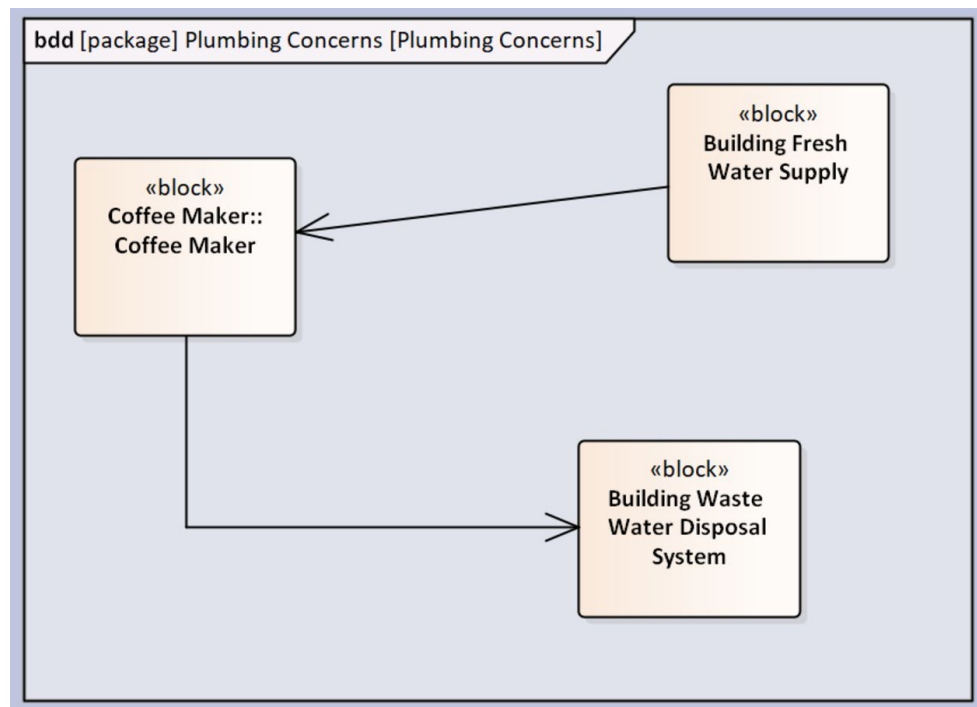 bdd [package] Plumbing Concerns [Plumbing Concerns]
«block»
Building Fresh
Water Supply
«block»
Coffee Maker::
Coffee Maker
«block»
Building Waste
Water Disposal
System